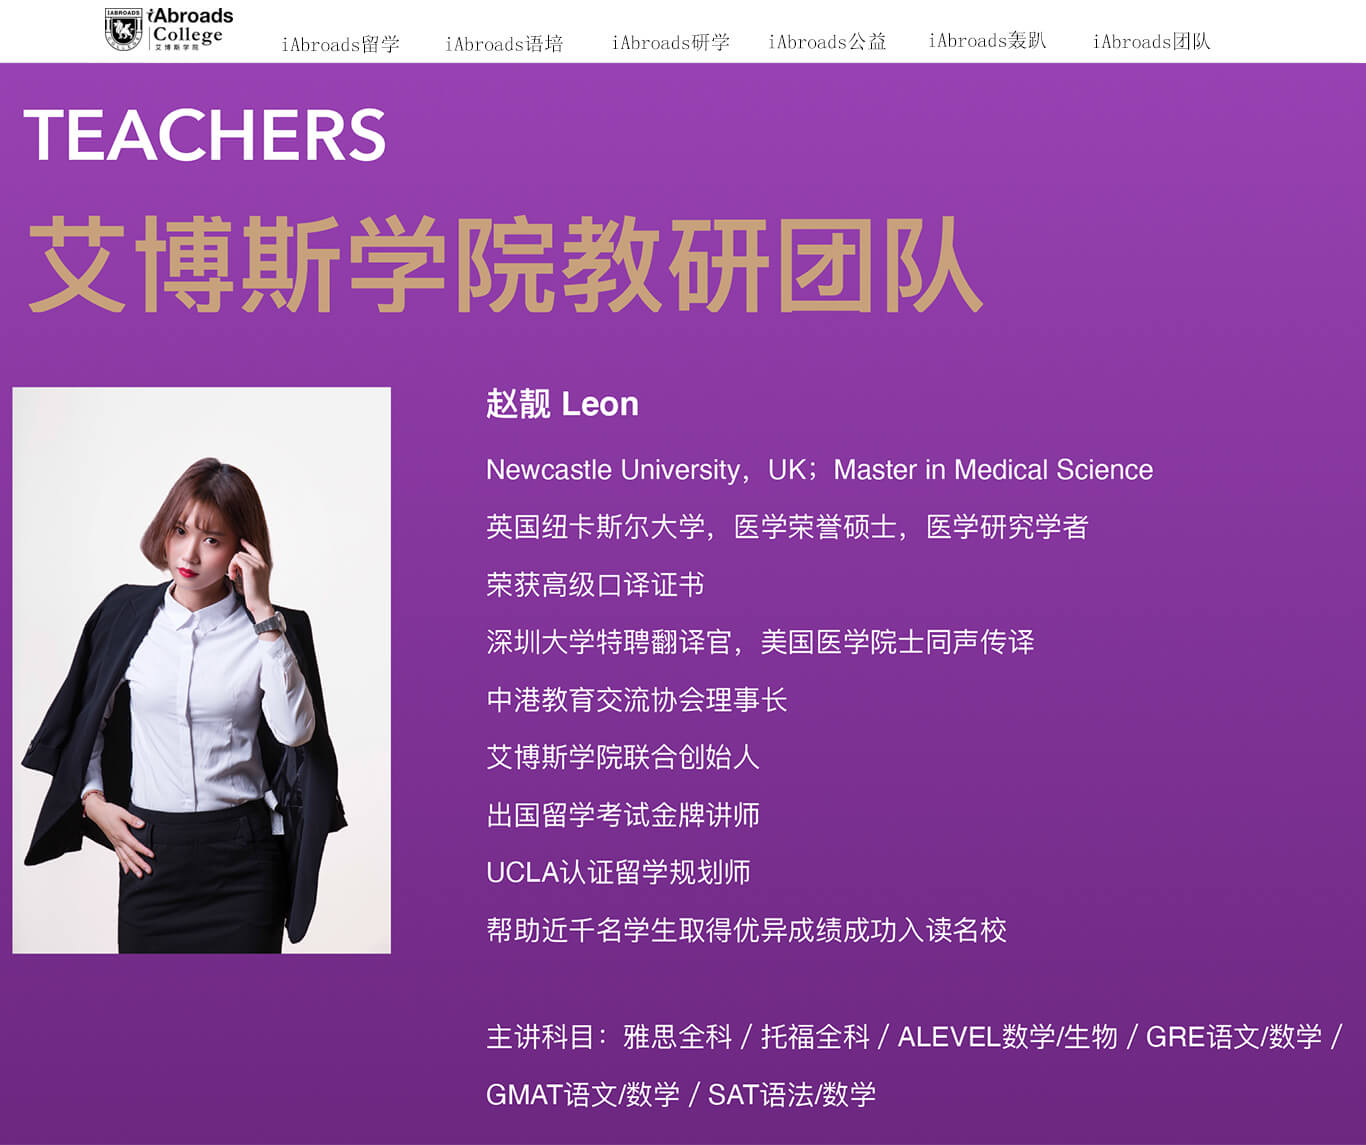 IABROADS
COLLEGE
iAbroads
College
艾博斯学院
iAbroads留学
iAbroads语培
iAbroads研学
iAbroads公益
iAbroads轰趴
iAbroads团队
TEACHERS
艾博斯学院教研团队
赵靓 Leon
Newcastle University，UK；Master in Medical Science
英国纽卡斯尔大学，医学荣誉硕士，医学研究学者
荣获高级口译证书
深圳大学特聘翻译官，美国医学院士同声传译
中港教育交流协会理事长
艾博斯学院联合创始人
出国留学考试金牌讲师
UCLA认证留学规划师
帮助近千名学生取得优异成绩成功入读名校
主讲科目：雅思全科 / 托福全科 / ALEVEL数学/生物 / GRE语文/数学 /
GMAT语文/数学 / SAT语法/数学